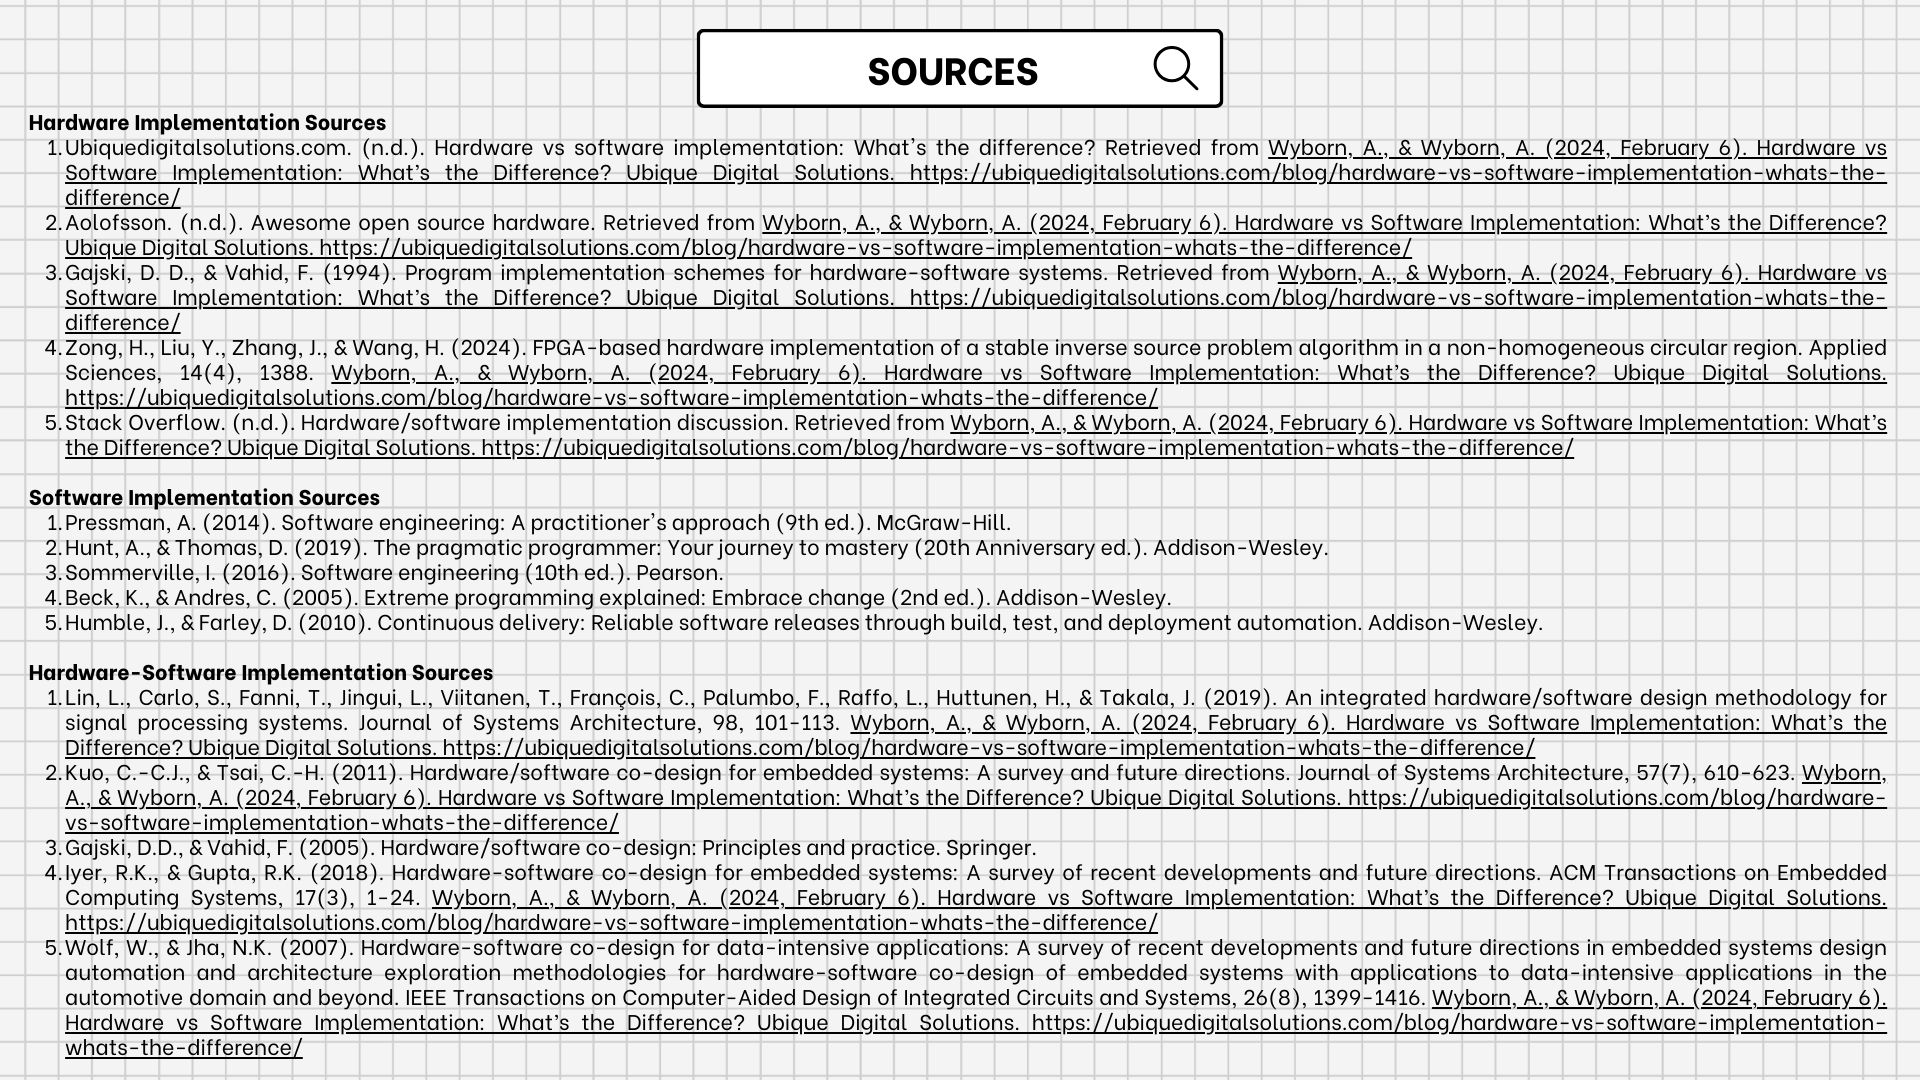 SOURCES
Hardware Implementation Sources
1. Ubiquedigitalsolutions.com. (n.d.). Hardware vs software implementation: What's the difference? Retrieved from Wyborn, A., & Wyborn, A. (2024, February 6). Hardware vs
Software Implementation: What's the Difference? Ubique Digital Solutions. https://ubiquedigitalsolutions.com/blog/hardware-vs-software-implementation-whats-the-
difference/
2. Aolofsson. (n.d.). Awesome open source hardware. Retrieved from Wyborn, A., & Wyborn, A. (2024, February 6). Hardware vs Software Implementation: What's the Difference?
Ubique Digital Solutions. https://ubiquedigitalsolutions.com/blog/hardware-vs-software-implementation-whats-the-difference/
3. Gajski, D. D., & Vahid, F. (1994). Program implementation schemes for hardware-software systems. Retrieved from Wyborn, A., & Wyborn, A. (2024, February 6). Hardware vs
Software Implementation: What's the Difference? Ubique Digital Solutions. https://ubiquedigitalsolutions.com/blog/hardware-vs-software-implementation-whats-the-
difference/
4. Zong, H., Liu, Y., Zhang, J., & Wang, H. (2024). FPGA-based hardware implementation of a stable inverse source problem algorithm in a non-homogeneous circular region. Applied
Sciences, 14(4), 1388. Wyborn, A., & Wyborn, A. (2024, February 6). Hardware vs Software Implementation: What's the Difference? Ubique Digital Solutions.
https://ubiquedigitalsolutions.com/blog/hardware-vs-software-implementation-whats-the-difference/
5. Stack Overflow. (n.d.). Hardware/software implementation discussion. Retrieved from Wyborn, A., & Wyborn, A. (2024, February 6). Hardware vs Software Implementation: What's
the Difference? Ubique Digital Solutions. https://ubiquedigitalsolutions.com/blog/hardware-vs-software-implementation-whats-the-difference/
Software Implementation Sources
1. Pressman, A. (2014). Software engineering: A practitioner's approach (9th ed.). McGraw-Hill.
2. Hunt, A., & Thomas, D. (2019). The pragmatic programmer: Your journey to mastery (20th Anniversary ed.). Addison-Wesley.
3. Sommerville, I. (2016). Software engineering (10th ed.). Pearson.
4. Beck, K., & Andres, C. (2005). Extreme programming explained: Embrace change (2nd ed.). Addison-Wesley.
5. Humble, J., & Farley, D. (2010). Continuous delivery: Reliable software releases through build, test, and deployment automation. Addison-Wesley.
Hardware-Software Implementation Sources
1. Lin, L., Carlo, S., Fanni, T., Jingui, L., Viitanen, T., François, C., Palumbo, F., Raffo, L., Huttunen, H., & Takala, J. (2019). An integrated hardware/software design methodology for
signal processing systems. Journal of Systems Architecture, 98, 101-113. Wyborn, A., & Wyborn, A. (2024, February 6). Hardware vs Software Implementation: What's the
Difference? Ubique Digital Solutions. https://ubiquedigitalsolutions.com/blog/hardware-vs-software-implementation-whats-the-difference/
2. Kuo, C.-C.J., & Tsai, C.-H. (2011). Hardware/software co-design for embedded systems: A survey and future directions. Journal of Systems Architecture, 57(7), 610-623. Wyborn,
A., & Wyborn, A. (2024, February 6). Hardware vs Software Implementation: What's the Difference? Ubique Digital Solutions. https://ubiquedigitalsolutions.com/blog/hardware-
vs-software-implementation-whats-the-difference/
3. Gajski, D.D., & Vahid, F. (2005). Hardware/software co-design: Principles and practice. Springer.
4. Iyer, R.K., & Gupta, R.K. (2018). Hardware-software co-design for embedded systems: A survey of recent developments and future directions. ACM Transactions on Embedded
Computing Systems, 17(3), 1-24. Wyborn, A., & Wyborn, A. (2024, February 6). Hardware vs Software Implementation: What's the Difference? Ubique Digital Solutions.
https://ubiquedigitalsolutions.com/blog/hardware-vs-software-implementation-whats-the-difference/
5. Wolf, W., & Jha, N.K. (2007). Hardware-software co-design for data-intensive applications: A survey of recent developments and future directions in embedded systems design
automation and architecture exploration methodologies for hardware-software co-design of embedded systems with applications to data-intensive applications in the
automotive domain and beyond. IEEE Transactions on Computer-Aided Design of Integrated Circuits and Systems, 26(8), 1399-1416. Wyborn, A., & Wyborn, A. (2024, February 6).
Hardware vs Software Implementation: What's the Difference? Ubique Digital Solutions. https://ubiquedigitalsolutions.com/blog/hardware-vs-software-implementation-
whats-the-difference/